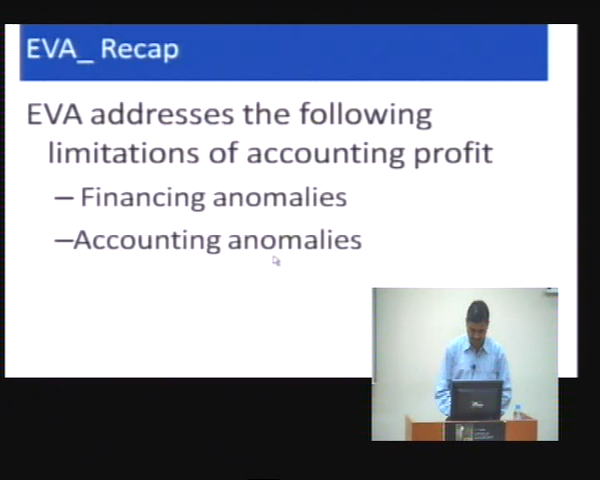 EVA_ Recap
EVA addresses the following
limitations of accounting profit
– Financing anomalies
–Accounting anomalies